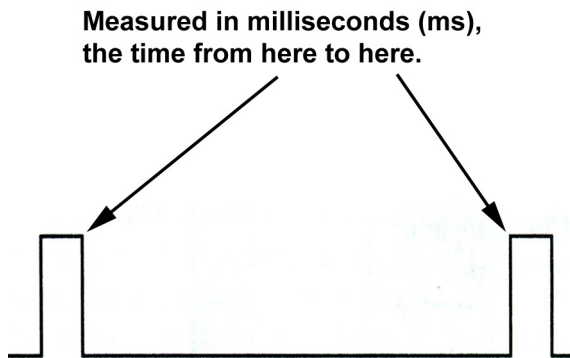 Measured in milliseconds (ms),
the time from here to here.